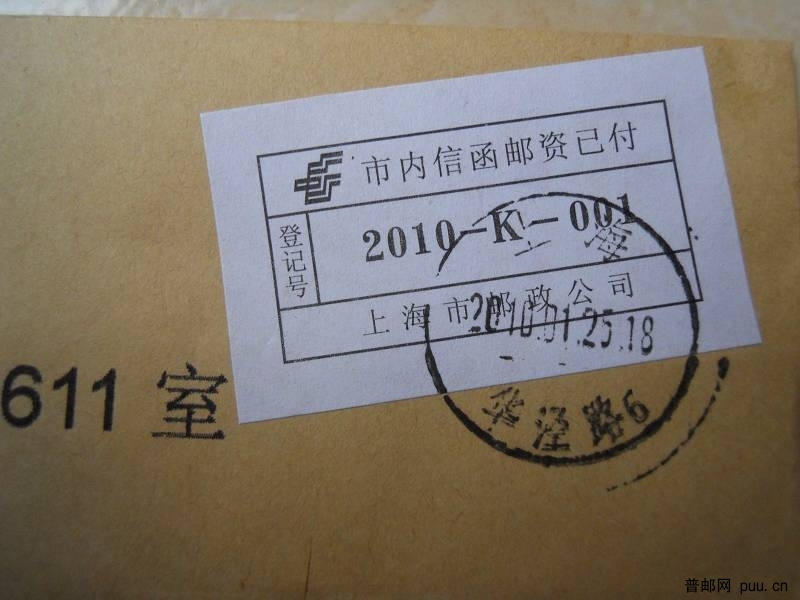 市内信函邮资已付
登记号
2010-K-001
上海市邮政公司
上海
2010.01.25.18
泾路6
611 室
普邮网 puu.cn